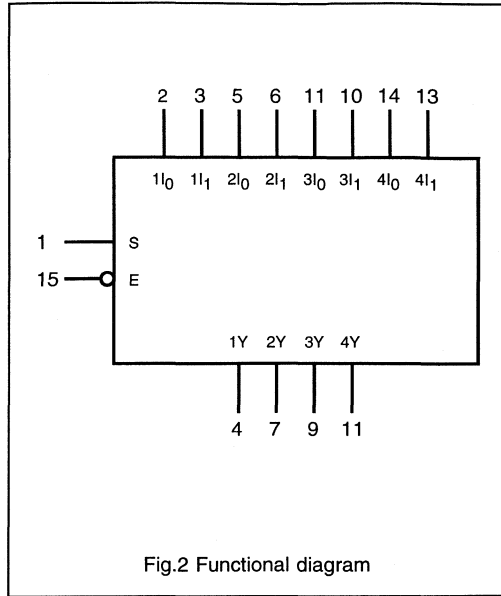 2 3 5 6 11 10 14 13
1I0 1I1 2I0 2I1 3I0 3I1 4I0 4I1
1 S
15 E
1Y 2Y 3Y 4Y
4 7 9 11
Fig.2 Functional diagram